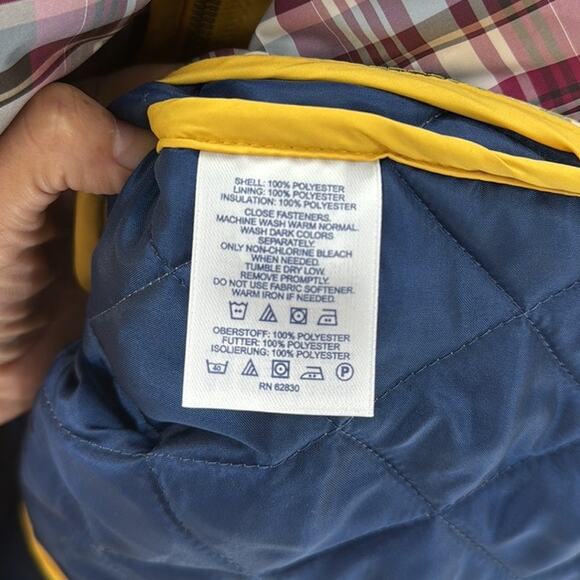 SHELL: 100% POLYESTER
LINING: 100% POLYESTER
INSULATION: 100% POLYESTER
CLOSE FASTENERS.
MACHINE WASH WARM NORMAL.
WASH DARK COLORS
SEPARATELY.
ONLY NON-CHLORINE BLEACH
WHEN NEEDED.
TUMBLE DRY LOW.
REMOVE PROMPTLY.
DO NOT USE FABRIC SOFTENER.
WARM IRON IF NEEDED.
OBERSTOFF: 100% POLYESTER
FUTTER: 100% POLYESTER
ISOLIERUNG: 100% POLYESTER
40 P
RN 62830